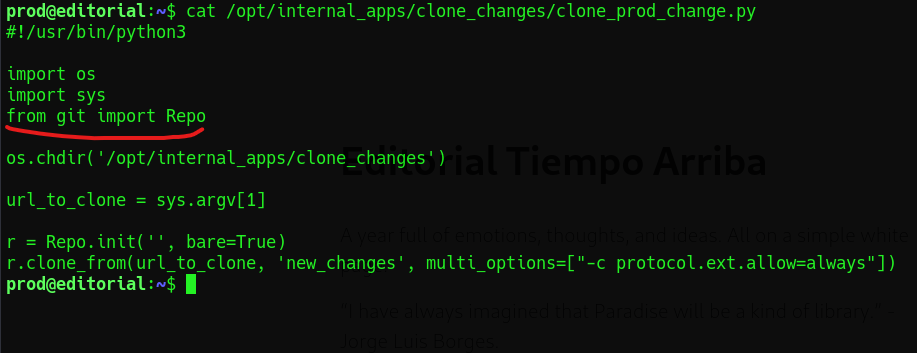 prod@editorial:~$ cat /opt/internal_apps/clone_changes/clone_prod_change.py
#!/usr/bin/python3
import os
import sys
from git import Repo
os.chdir('/opt/internal_apps/clone_changes')
Editorial Tiempo Arriba
url_to_clone = sys.argv[1]
A year full of emotions, thoughts, and ideas. All on a simple white
r = Repo.init('', bare=True)
r.clone_from(url_to_clone, 'new_changes', multi_options=["-c protocol.ext.allow=always"])
prod@editorial:~$
"I have always imagined that Paradise will be a kind of library." –
Jorge Luis Borges